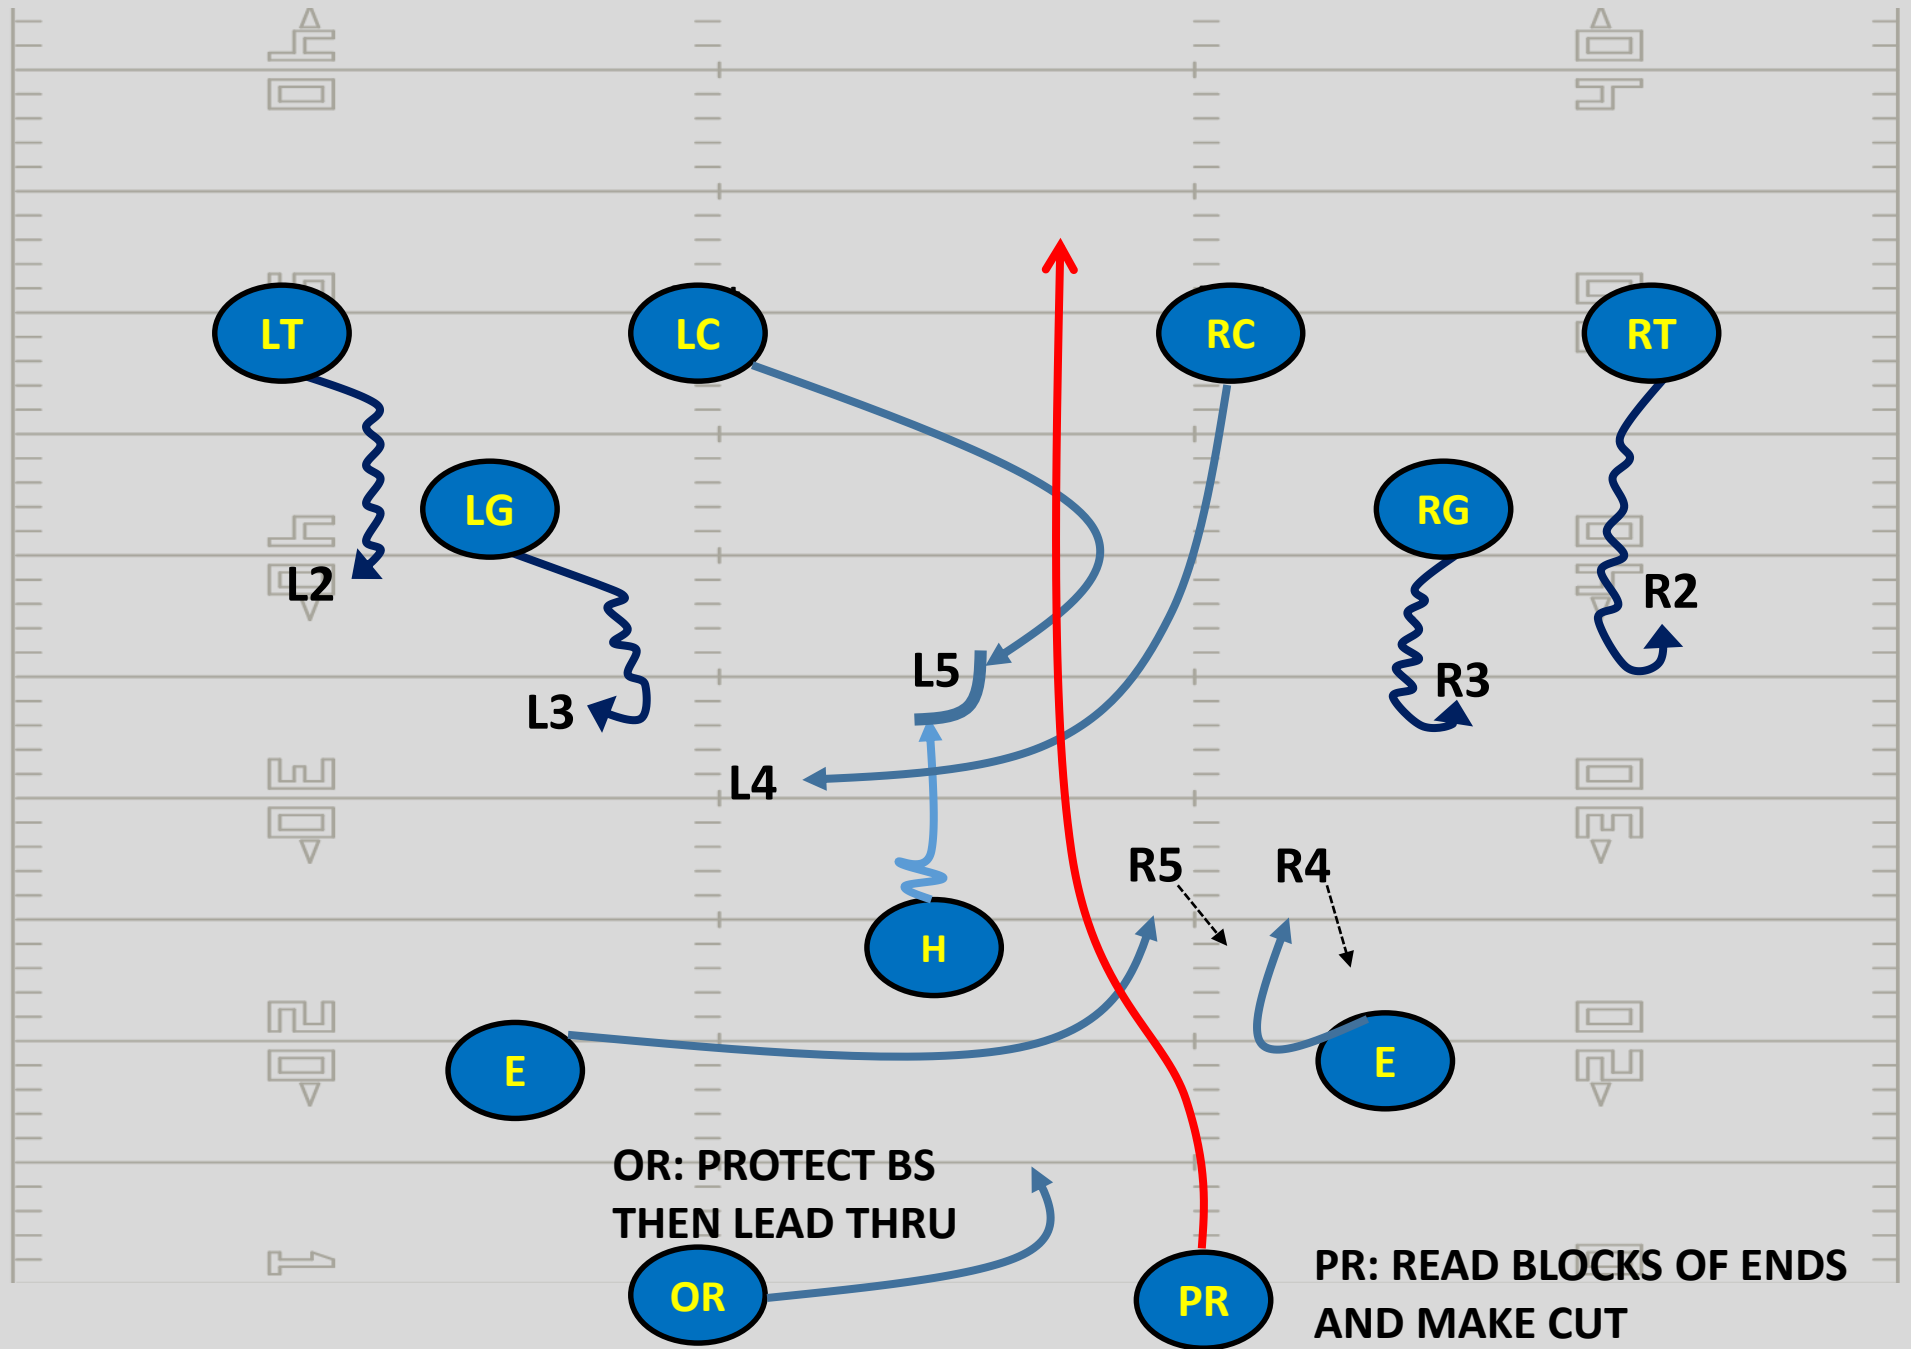 LT
LC
RC
RT
LG
RG
L2
R2
L5
R3
L3
L4
R5
R4
H
E
E
OR: PROTECT BS
THEN LEAD THRU
OR
PR
PR: READ BLOCKS OF ENDS
AND MAKE CUT